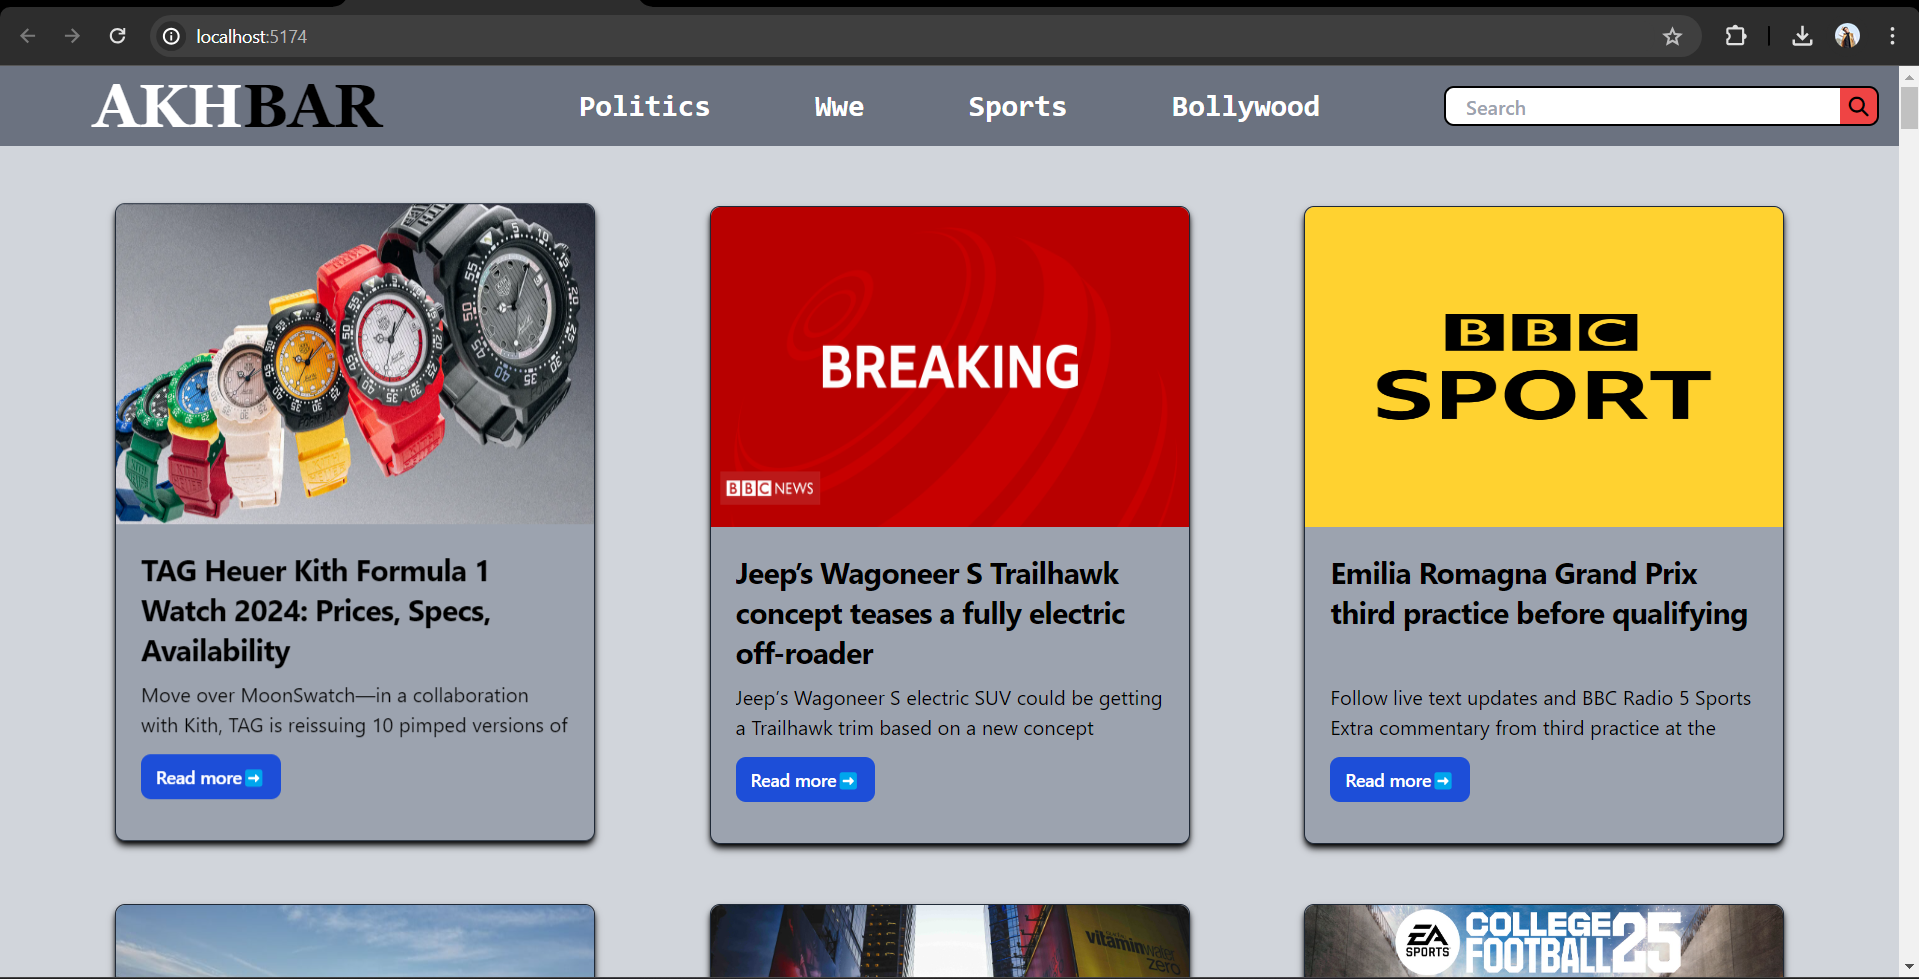 localhost:5174
AKHBAR
Politics
Wwe
Sports
Bollywood
Search
BREAKING
BBC NEWS
BBC
SPORT
TAG Heuer Kith Formula 1
Watch 2024: Prices, Specs,
Availability
Move over MoonSwatch—in a collaboration
with Kith, TAG is reissuing 10 pimped versions of
Read more
Jeep’s Wagoneer S Trailhawk
concept teases a fully electric
off-roader
Jeep’s Wagoneer S electric SUV could be getting
a Trailhawk trim based on a new concept
Read more
Emilia Romagna Grand Prix
third practice before qualifying
Follow live text updates and BBC Radio 5 Sports
Extra commentary from third practice at the
Read more
vitaminwater
zero
EA
SPORTS
COLLEGE
FOOTBALL 25